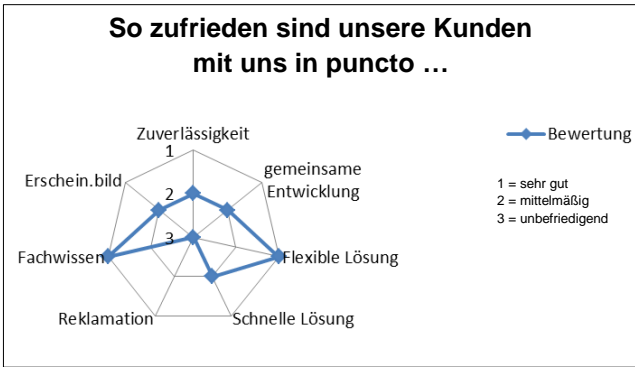 So zufrieden sind unsere Kunden
mit uns in puncto …
Zuverlässigkeit
1
2
3
gemeinsame
Entwicklung
Flexible Lösung
Schnelle Lösung
Reklamation
Fachwissen
Erschein.bild
Bewertung
1 = sehr gut
2 = mittelmäßig
3 = unbefriedigend